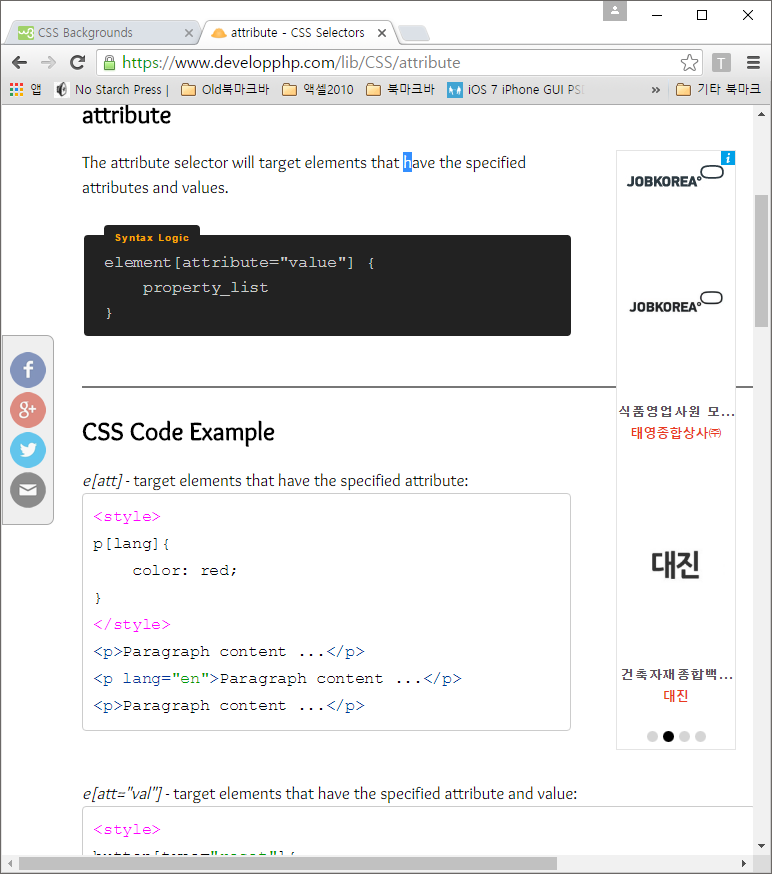 CSS Backgrounds
attribute - CSS Selectors
https://www.developphp.com/lib/CSS/attribute
T
앱
No Starch Press |
Old북마크바
액셀2010
북마크바
iOS 7 iPhone GUI PS
»
기타 북마크
attribute
The attribute selector will target elements that have the specified
attributes and values.
Syntax Logic
element[attribute="value"] {
property_list
}
CSS Code Example
e[att] - target elements that have the specified attribute:
<style>
p[lang]{
color: red;
}
</style>
<p>Paragraph content ...</p>
<p lang="en">Paragraph content ...</p>
<p>Paragraph content ...</p>
e[att="val"] - target elements that have the specified attribute and value:
<style>
button[type="reset"]{
JOBKOREA
JOBKOREA
식품영업사원 모...
태영종합상사㈜
대진
건축자재종합백...
대진